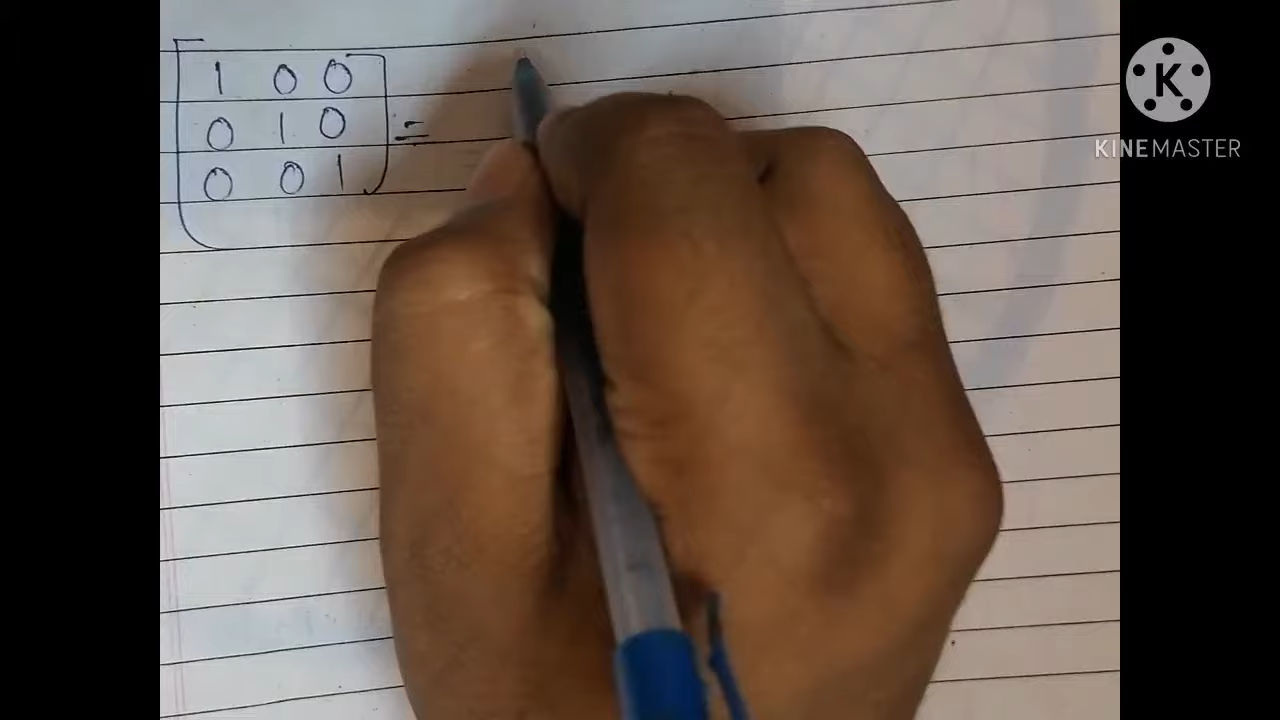 1 0 0
0 1 0 =
0 0 1
K
KINEMASTER